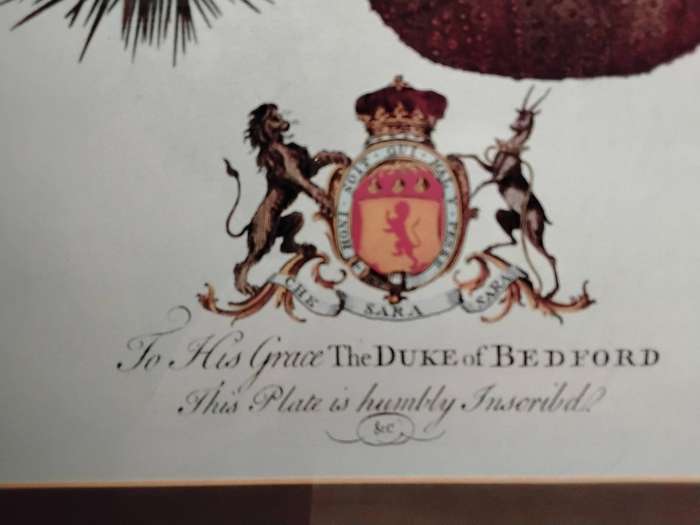 HONI · SOIT · QUI · MAL · Y · PENSE
CHE SARA SARA
To His Grace The DUKE of BEDFORD
This Plate is humbly Inscrib'd.
&c.